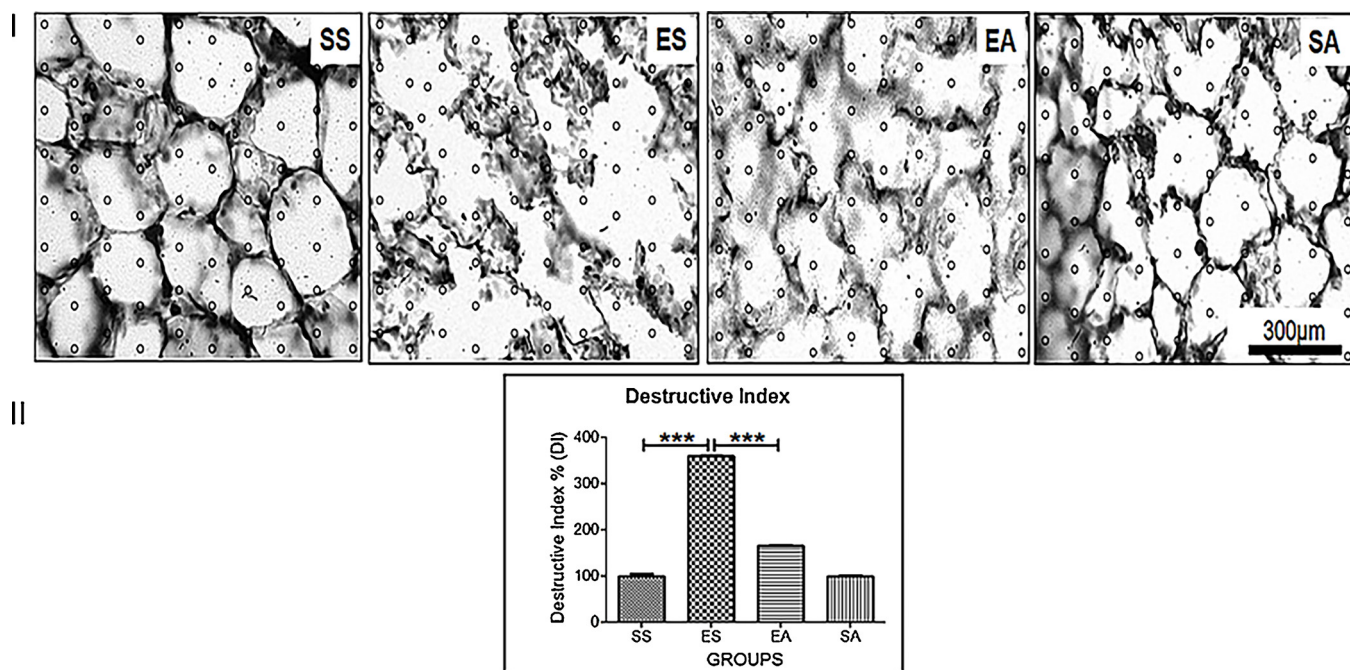 I
SS
ES
EA
SA
300µm
II
Destructive Index
Destructive Index % (DI)
400
300
200
100
0
*** ***
SS ES EA SA
GROUPS